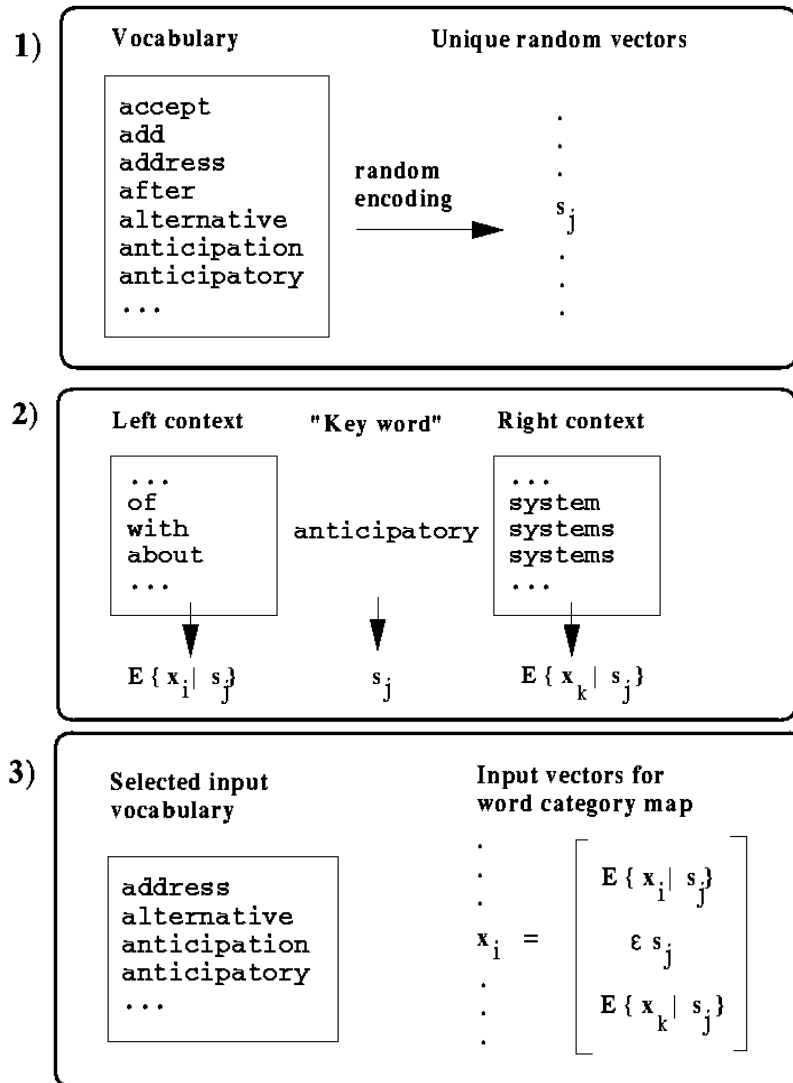 1)
Vocabulary
Unique random vectors
accept
add
address
after
alternative
anticipation
anticipatory
...
random
encoding
.
.
.
s_j
.
.
.
2)
Left context
"Key word"
Right context
...
of
with
about
...
anticipatory
...
system
systems
systems
...
E { x_i | s_j }
s_j
E { x_k | s_j }
3)
Selected input
vocabulary
Input vectors for
word category map
address
alternative
anticipation
anticipatory
...
.
.
.
x_i =
.
.
.
E { x_i | s_j }
ε s_j
E { x_k | s_j }